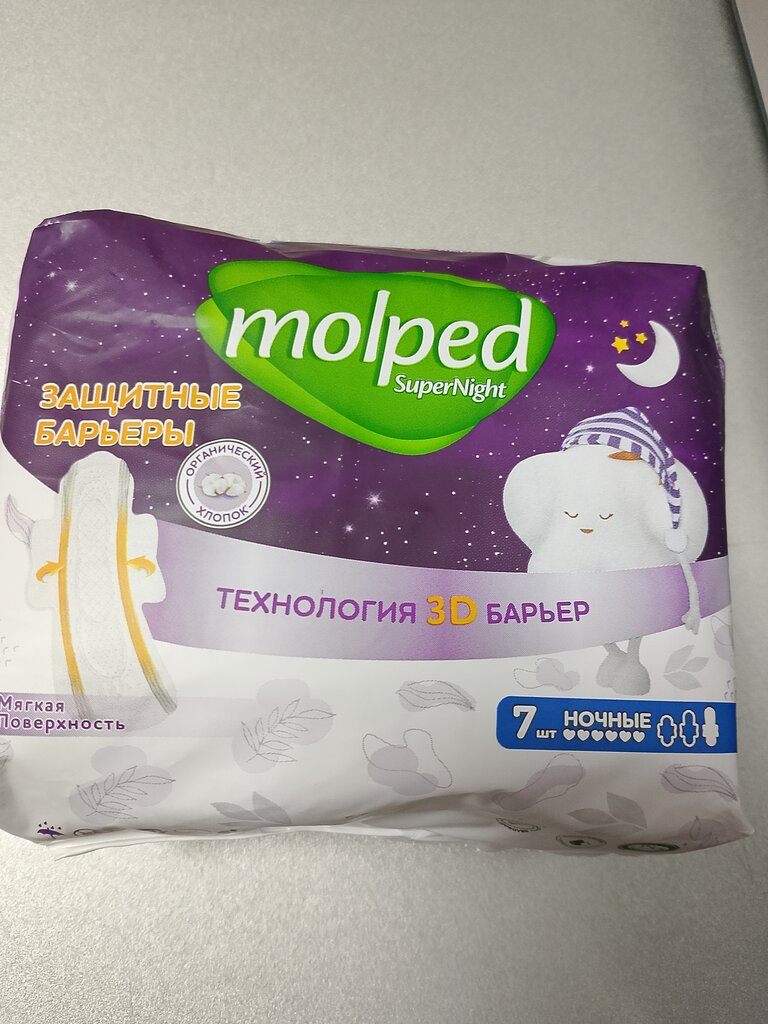 molped
SuperNight
ЗАЩИТНЫЕ
БАРЬЕРЫ
ОРГАНИЧЕСКИЙ
ХЛОПОК
ТЕХНОЛОГИЯ 3D БАРЬЕР
Мягкая
Поверхность
7 шт НОЧНЫЕ